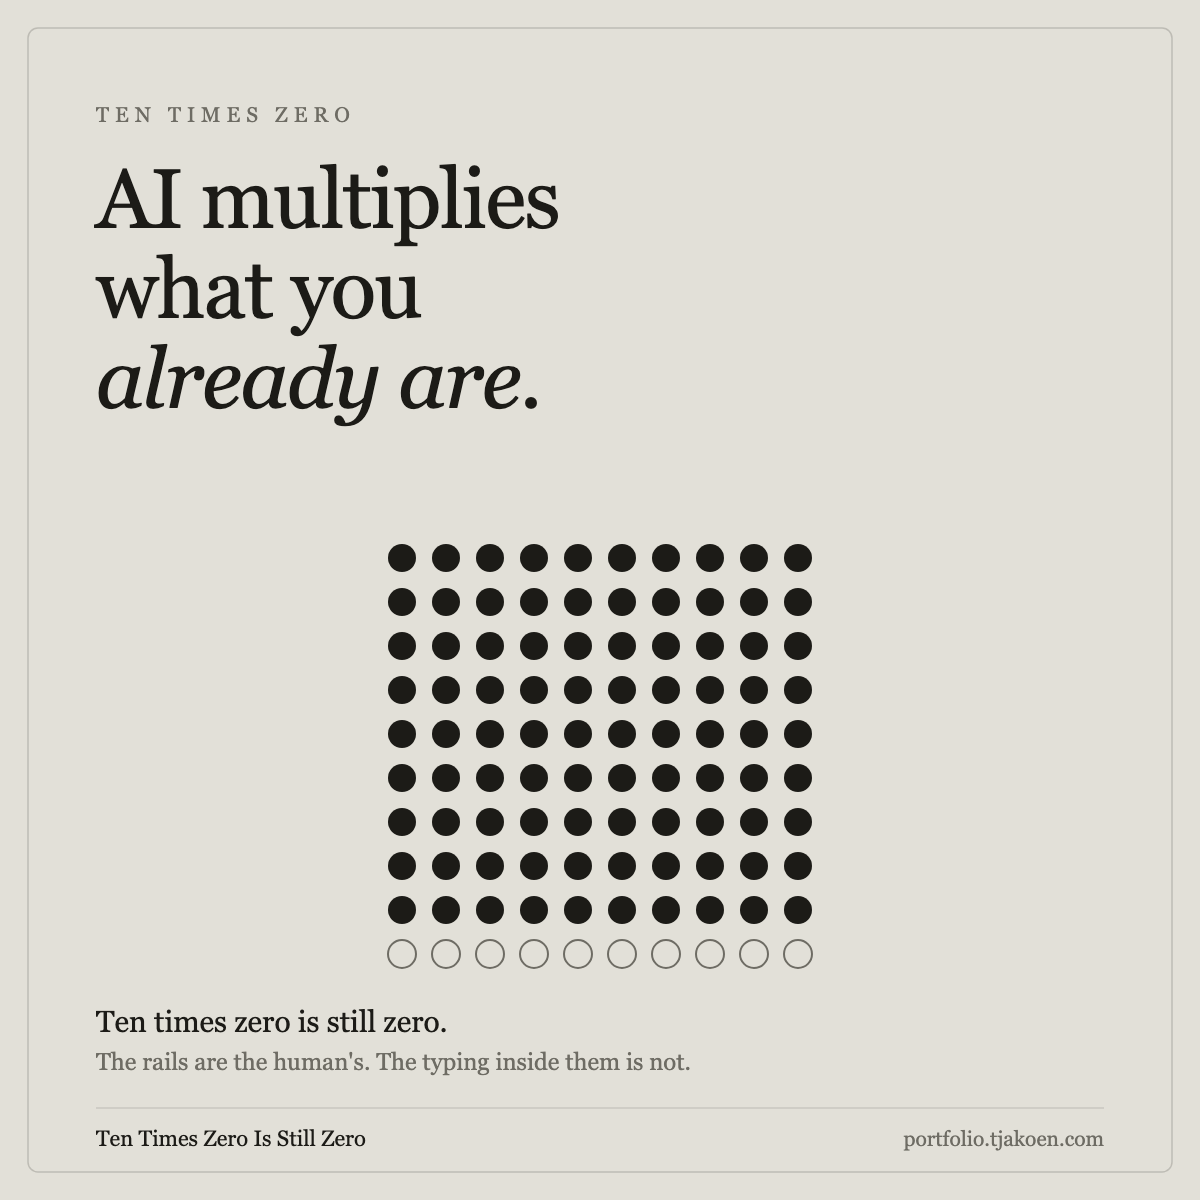 TEN TIMES ZERO
AI multiplies
what you
already are.
Ten times zero is still zero.
The rails are the human's. The typing inside them is not.
Ten Times Zero Is Still Zero
portfolio.tjakoen.com